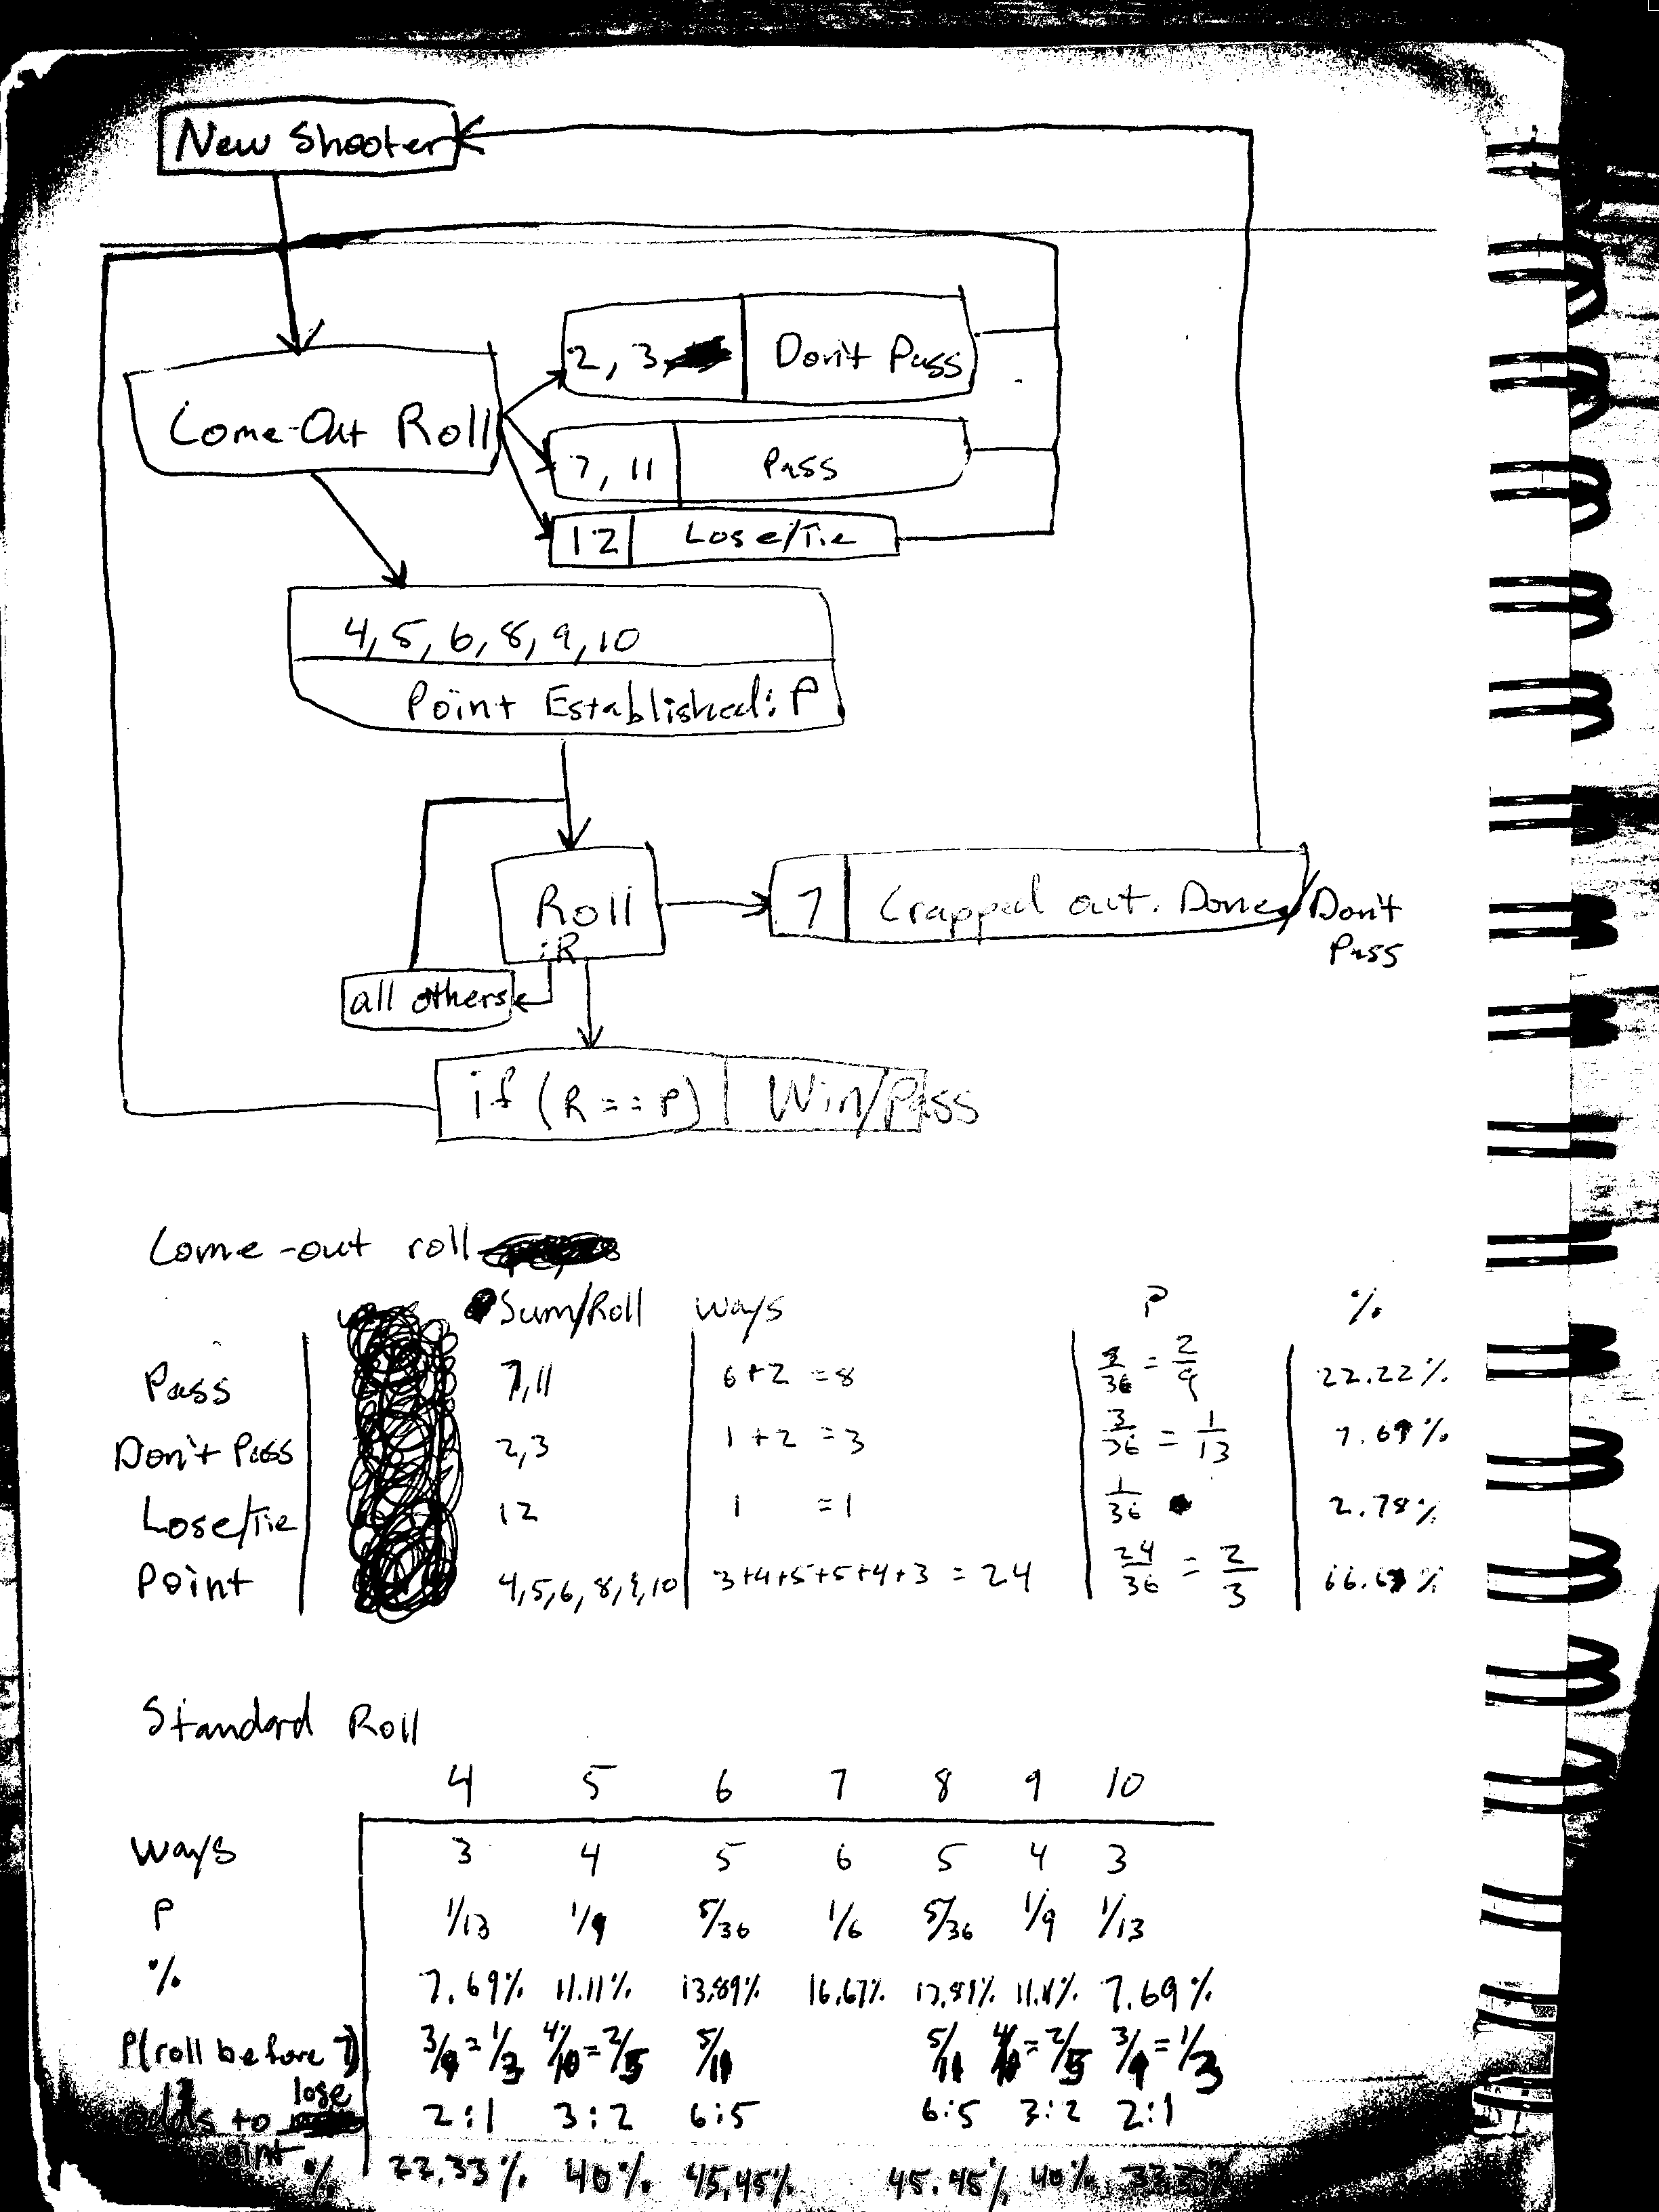 New Shooter
2, 3 Don't Pass
Come-Out Roll
7, 11 Pass
12 Lose/Tie
4, 5, 6, 8, 9, 10
Point Established: P
Roll
:R
7 Crapped out. Done/Don't
Pass
all others
if (R == P) Win/Pass
Come-out roll
Sum/Roll Ways P %
Pass 7,11 6+2 =8 8/36 = 2/9 22.22%
Don't Pass 2,3 1+2 =3 3/36 = 1/13 7.69%
Lose/Tie 12 1 =1 1/36 2.78%
Point 4,5,6,8,9,10 3+4+5+5+4+3 = 24 24/36 = 2/3 66.67%
Standard Roll
4 5 6 7 8 9 10
Ways 3 4 5 6 5 4 3
P 1/13 1/9 5/36 1/6 5/36 1/9 1/13
% 7.69% 11.11% 13.89% 16.67% 13.89% 11.11% 7.69%
P(roll before 7) 3/9=1/3 4/10=2/5 5/11 5/11 4/10=2/5 3/9=1/3
odds to lose 2:1 3:2 6:5 6:5 3:2 2:1
point
% 33.33% 40% 45.45% 45.45% 40% 33.33%